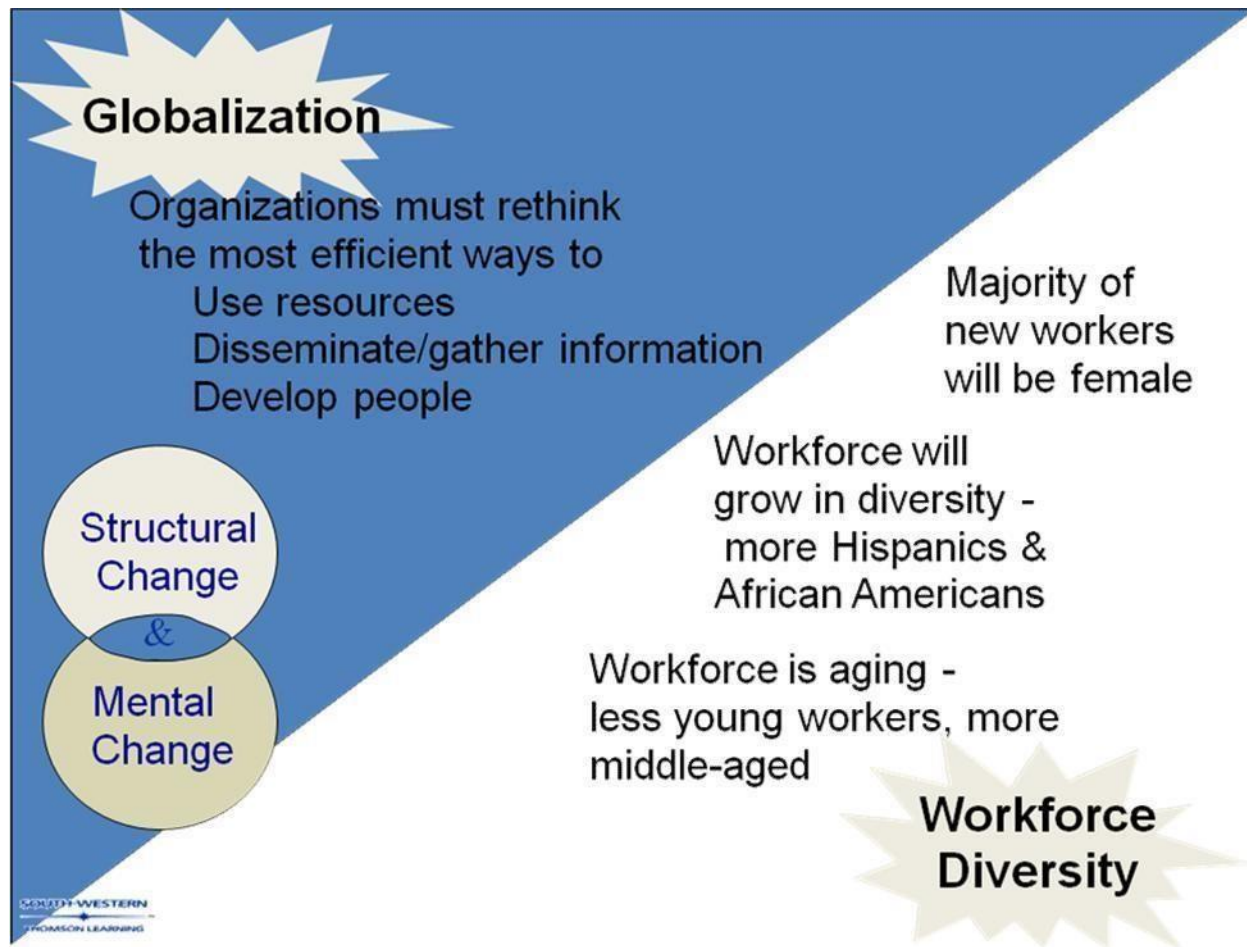 Globalization
Organizations must rethink
the most efficient ways to
Use resources
Disseminate/gather information
Develop people
Structural
Change
&
Mental
Change
Majority of
new workers
will be female
Workforce will
grow in diversity -
more Hispanics &
African Americans
Workforce is aging -
less young workers, more
middle-aged
Workforce
Diversity
SOUTH-WESTERN
THOMSON LEARNING